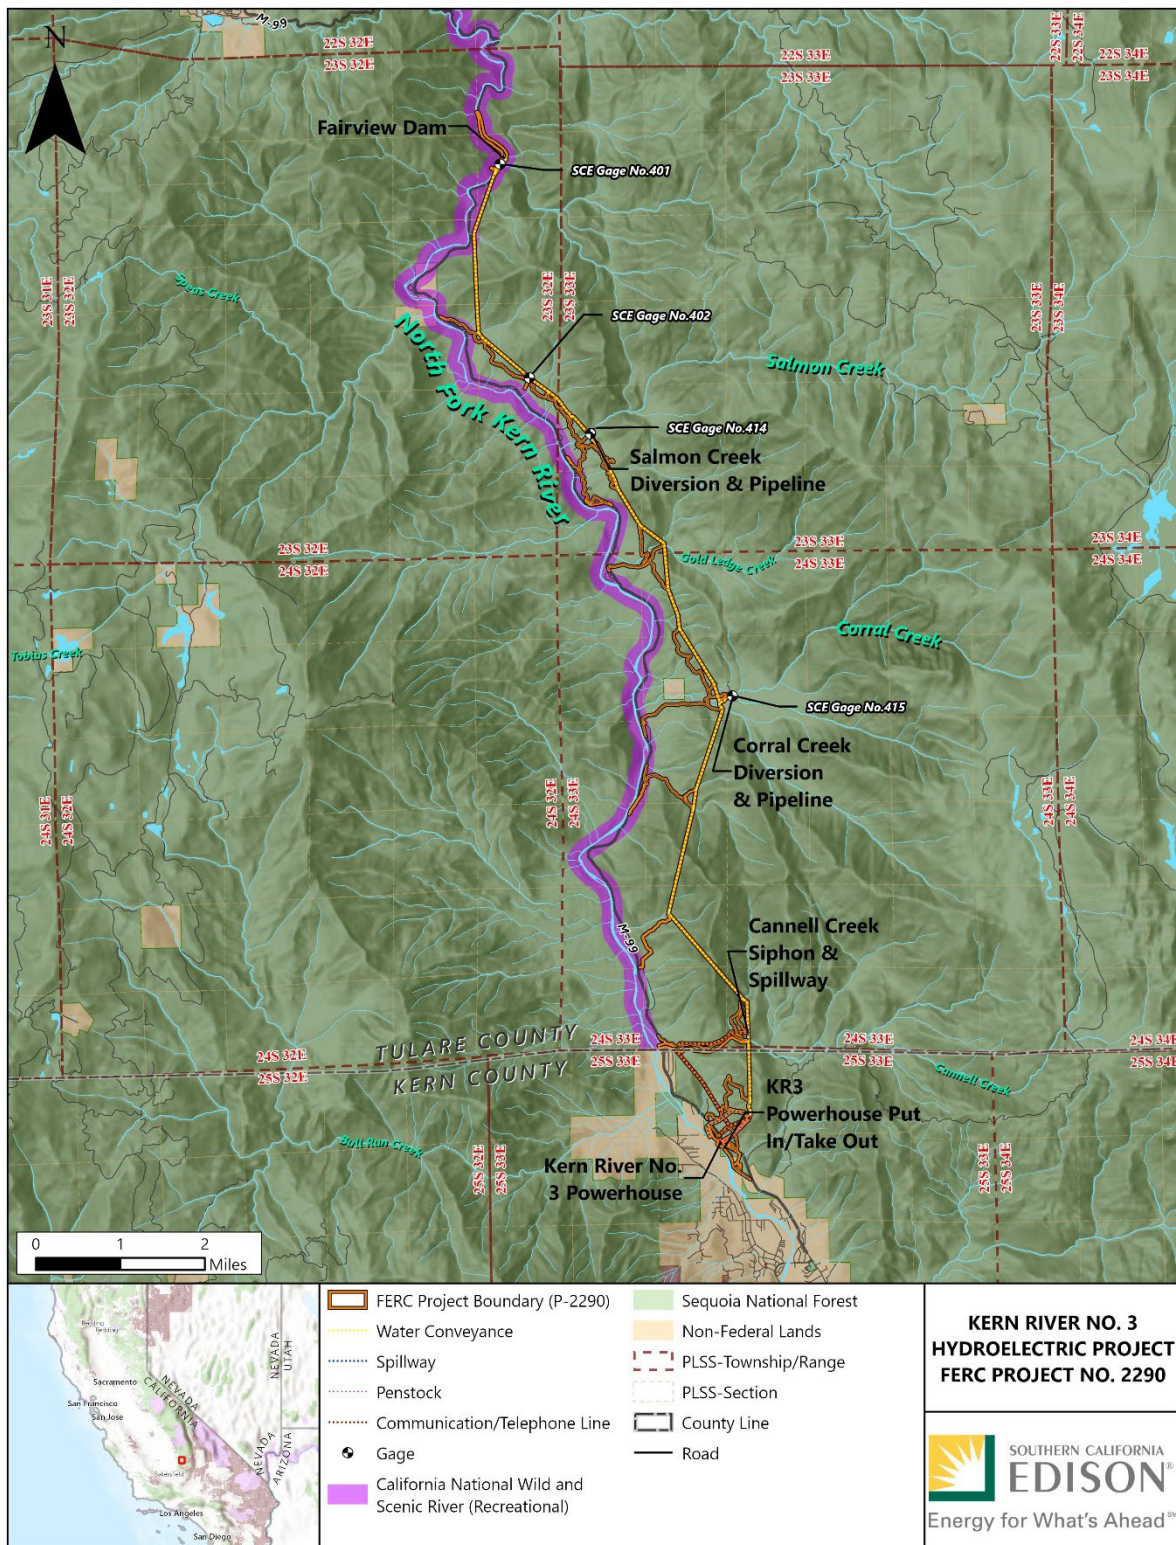 M-99
N
22S 32E
23S 32E
22S 33E
23S 33E
22S 33E
22S 34E
22S 34E
23S 34E
Fairview Dam
SCE Gage No.401
23S 31E
23S 32E
Speas Creek
23S 32E
23S 33E
23S 33E
23S 34E
SCE Gage No.402
North Fork Kern River
Salmon Creek
SCE Gage No.414
Salmon Creek
Diversion & Pipeline
23S 32E
24S 32E
Gold Ledge Creek
23S 33E
24S 33E
23S 34E
24S 34E
Corral Creek
Tobias Creek
SCE Gage No.415
Corral Creek
Diversion
& Pipeline
24S 31E
24S 32E
24S 32E
24S 33E
24S 33E
24S 34E
M-99
Cannell Creek
Siphon &
Spillway
TULARE COUNTY
KERN COUNTY
24S 32E
25S 32E
24S 33E
25S 33E
24S 33E
25S 33E
24S 34E
25S 34E
Cannell Creek
KR3
Powerhouse Put
In/Take Out
Bull Run Creek
25S 32E
25S 33E
Kern River No.
3 Powerhouse
25S 33E
25S 34E
0 1 2
Miles
FERC Project Boundary (P-2290)
Water Conveyance
Spillway
Penstock
Communication/Telephone Line
Gage
California National Wild and
Scenic River (Recreational)
Sequoia National Forest
Non-Federal Lands
PLSS-Township/Range
PLSS-Section
County Line
Road
Redding
Redding
Sacramento
San Francisco
San Jose
NEVADA
CALIFORNIA
NEVADA
UTAH
NEVADA
ARIZONA
Bakersfield
Los Angeles
San Diego
KERN RIVER NO. 3
HYDROELECTRIC PROJECT
FERC PROJECT NO. 2290
SOUTHERN CALIFORNIA
EDISON®
Energy for What's Ahead℠